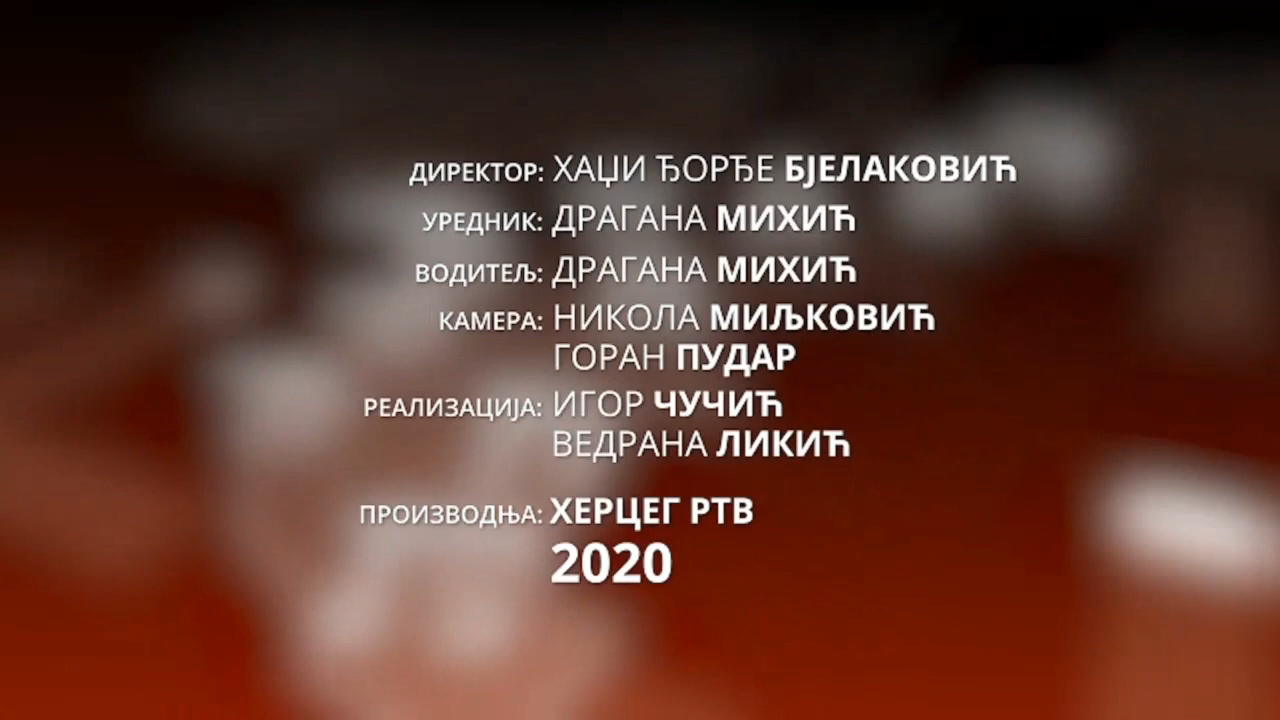 ДИРЕКТОР: ХАЏИ ЂОРЂЕ БЈЕЛАКОВИЋ
УРЕДНИК: ДРАГАНА МИХИЋ
ВОДИТЕЉ: ДРАГАНА МИХИЋ
КАМЕРА: НИКОЛА МИЉКОВИЋ
ГОРАН ПУДАР
РЕАЛИЗАЦИЈА: ИГОР ЧУЧИЋ
ВЕДРАНА ЛИКИЋ
ПРОИЗВОДЊА: ХЕРЦЕГ РТВ
2020